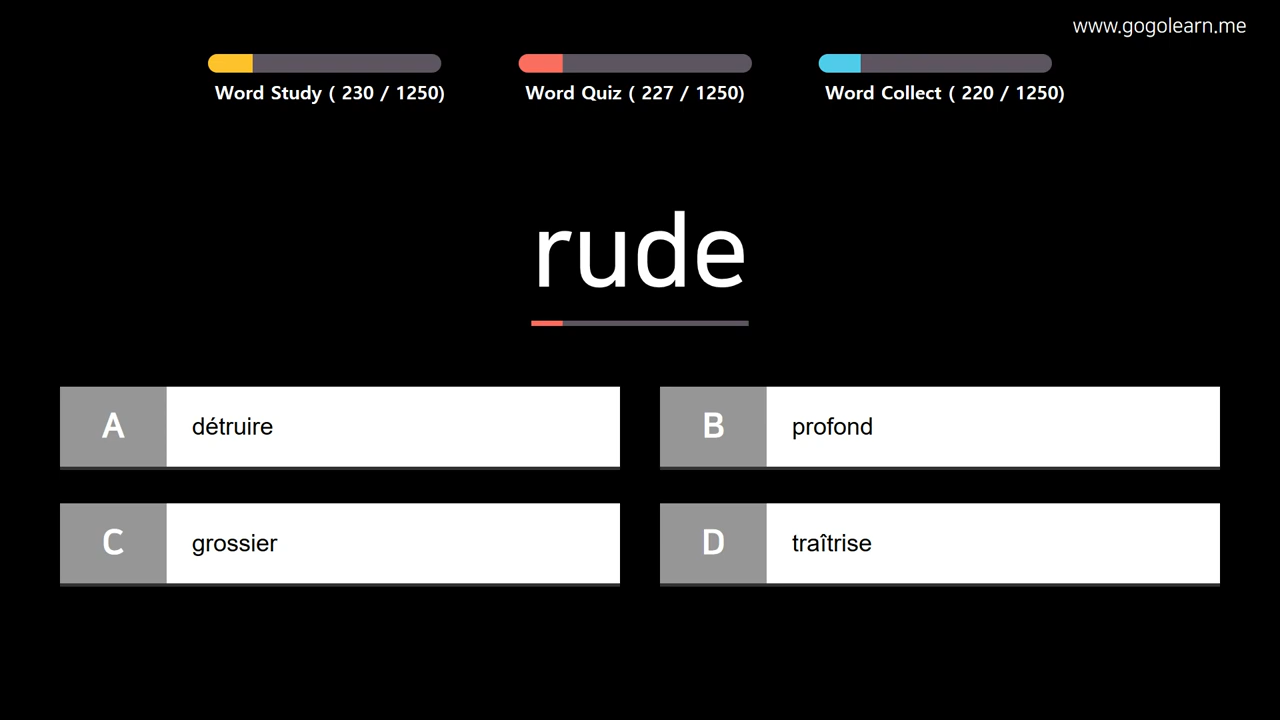 www.gogolearn.me
Word Study ( 230 / 1250)
Word Quiz ( 227 / 1250)
Word Collect ( 220 / 1250)
rude
A
détruire
B
profond
C
grossier
D
traîtrise